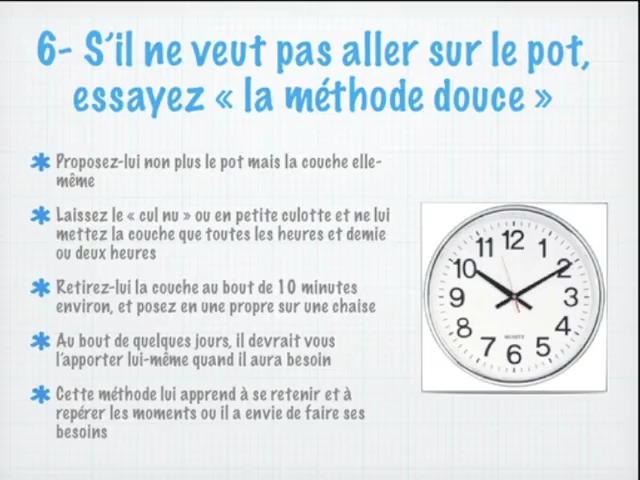 6- S'il ne veut pas aller sur le pot,
essayez « la méthode douce »
Proposez-lui non plus le pot mais la couche elle-
même
Laissez le « cul nu » ou en petite culotte et ne lui
mettez la couche que toutes les heures et demie
ou deux heures
Retirez-lui la couche au bout de 10 minutes
environ, et posez en une propre sur une chaise
Au bout de quelques jours, il devrait vous
l'apporter lui-même quand il aura besoin
Cette méthode lui apprend à se retenir et à
repérer les moments ou il a envie de faire ses
besoins
12
1
2
3
4
5
6
7
8
9
10
11
QUARTZ